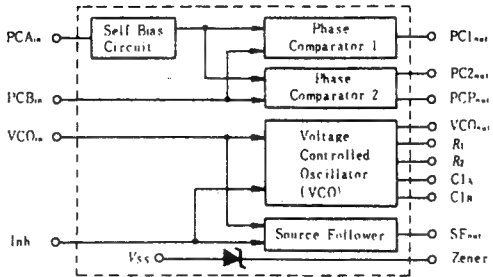 PCAin
Self Bias
Circuit
Phase
Comparator 1
PC1out
PCBin
Phase
Comparator 2
PC2out
PCPout
VCOin
Voltage
Controlled
Oscillator
(VCO)
VCOout
R1
R2
C1A
C1B
Inh
Source Follower
SFout
VSS
Zener